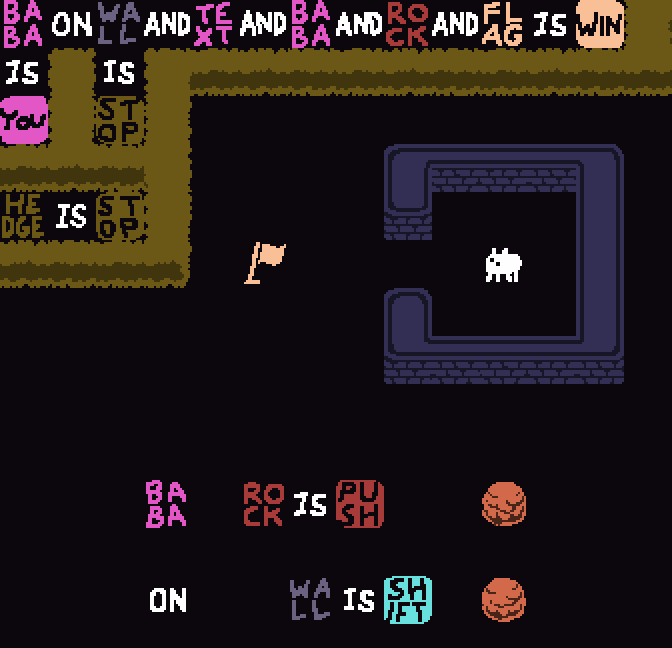 BABA ON WALL AND TEXT AND BABA AND ROCK AND FLAG IS WIN
IS IS
YOU STOP
HEDGE IS STOP
BABA ROCK IS PUSH
ON WALL IS SHIFT